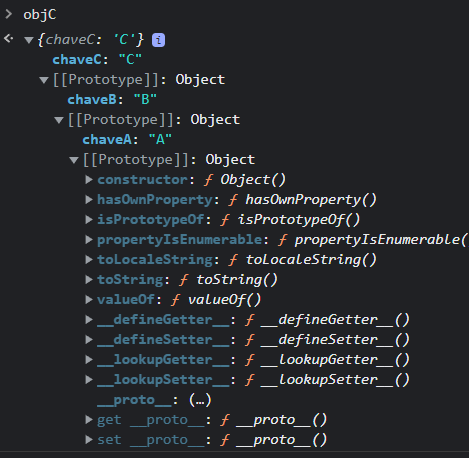 > objC
{chaveC: 'C'} i
chaveC: "C"
[[Prototype]]: Object
chaveB: "B"
[[Prototype]]: Object
chaveA: "A"
[[Prototype]]: Object
constructor: ƒ Object()
hasOwnProperty: ƒ hasOwnProperty()
isPrototypeOf: ƒ isPrototypeOf()
propertyIsEnumerable: ƒ propertyIsEnumerable(
toLocaleString: ƒ toLocaleString()
toString: ƒ toString()
valueOf: ƒ valueOf()
__defineGetter__: ƒ __defineGetter__()
__defineSetter__: ƒ __defineSetter__()
__lookupGetter__: ƒ __lookupGetter__()
__lookupSetter__: ƒ __lookupSetter__()
__proto__: (…)
get __proto__: ƒ __proto__()
set __proto__: ƒ __proto__()